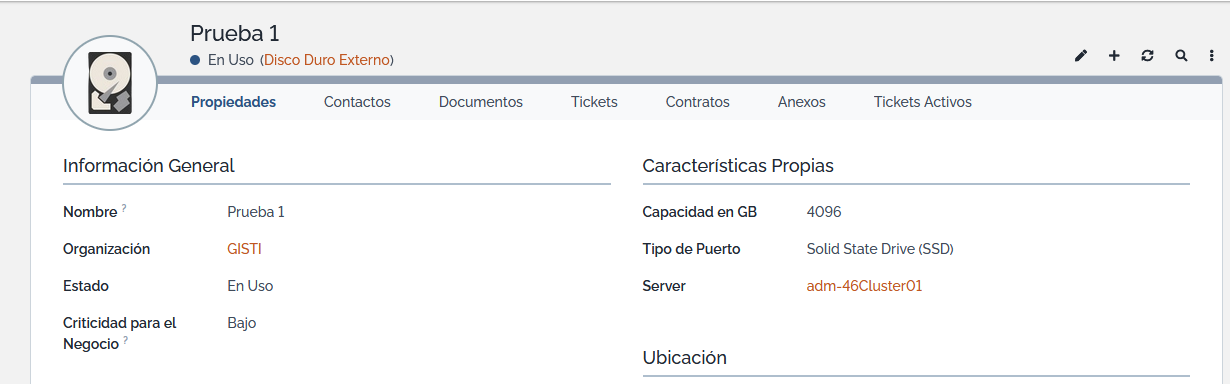 Prueba 1
En Uso (Disco Duro Externo)
Propiedades Contactos Documentos Tickets Contratos Anexos Tickets Activos
Información General
Nombre ? Prueba 1
Organización GISTI
Estado En Uso
Criticidad para el Negocio ? Bajo
Características Propias
Capacidad en GB 4096
Tipo de Puerto Solid State Drive (SSD)
Server adm-46Cluster01
Ubicación